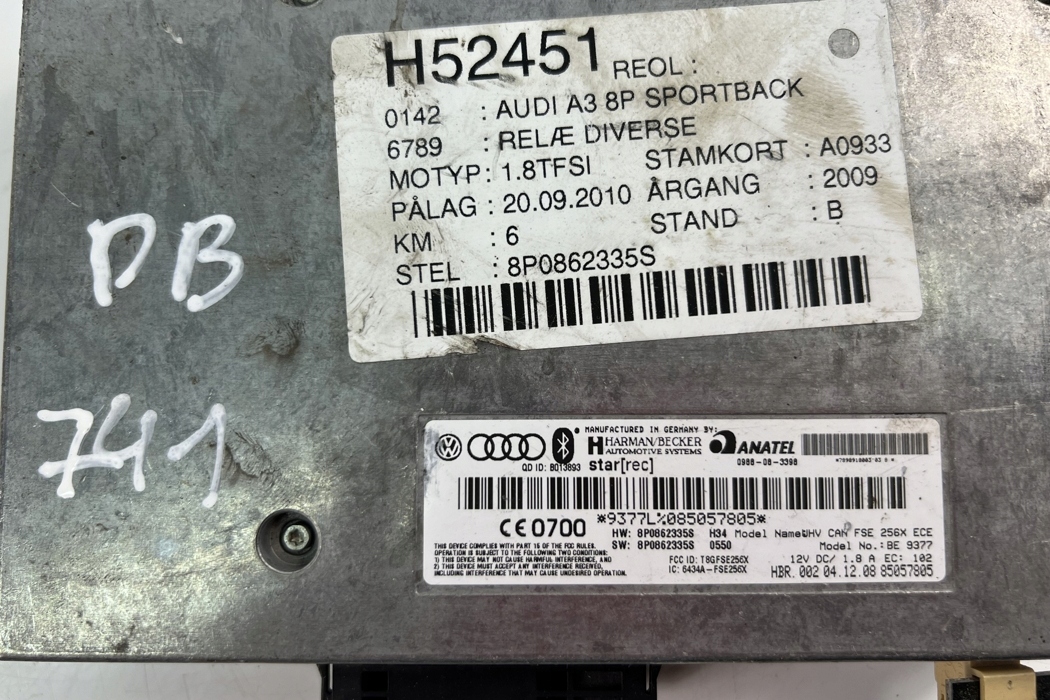 H52451 REOL :
0142 : AUDI A3 8P SPORTBACK
6789 : RELÆ DIVERSE
MOTYP : 1.8TFSI STAMKORT : A0933
PÅLAG : 20.09.2010 ÅRGANG : 2009
KM : 6 STAND : B
STEL : 8P0862335S
DB
741
MANUFACTURED IN GERMANY BY:
HARMAN/BECKER
AUTOMOTIVE SYSTEMS
ANATEL
QD ID: B013893 star[rec] 0988-08-3398
*9377L%085057805*
CE0700
HW: 8P0862335S H34 Model Name: CAN FSE 256X ECE
SW: 8P0862335S 0550 Model No.: BE 9377
THIS DEVICE COMPLIES WITH PART 15 OF THE FCC RULES.
OPERATION IS SUBJECT TO THE FOLLOWING TWO CONDITIONS:
1) THIS DEVICE MAY NOT CAUSE HARMFUL INTERFERENCE, AND
2) THIS DEVICE MUST ACCEPT ANY INTERFERENCE RECEIVED,
INCLUDING INTERFERENCE THAT MAY CAUSE UNDESIRED OPERATION.
FCC ID: T8GFSE256X 12V DC/ 1.8 A EC: 102
IC: 6434A-FSE256X HBR. 002 04.12.08 85057805